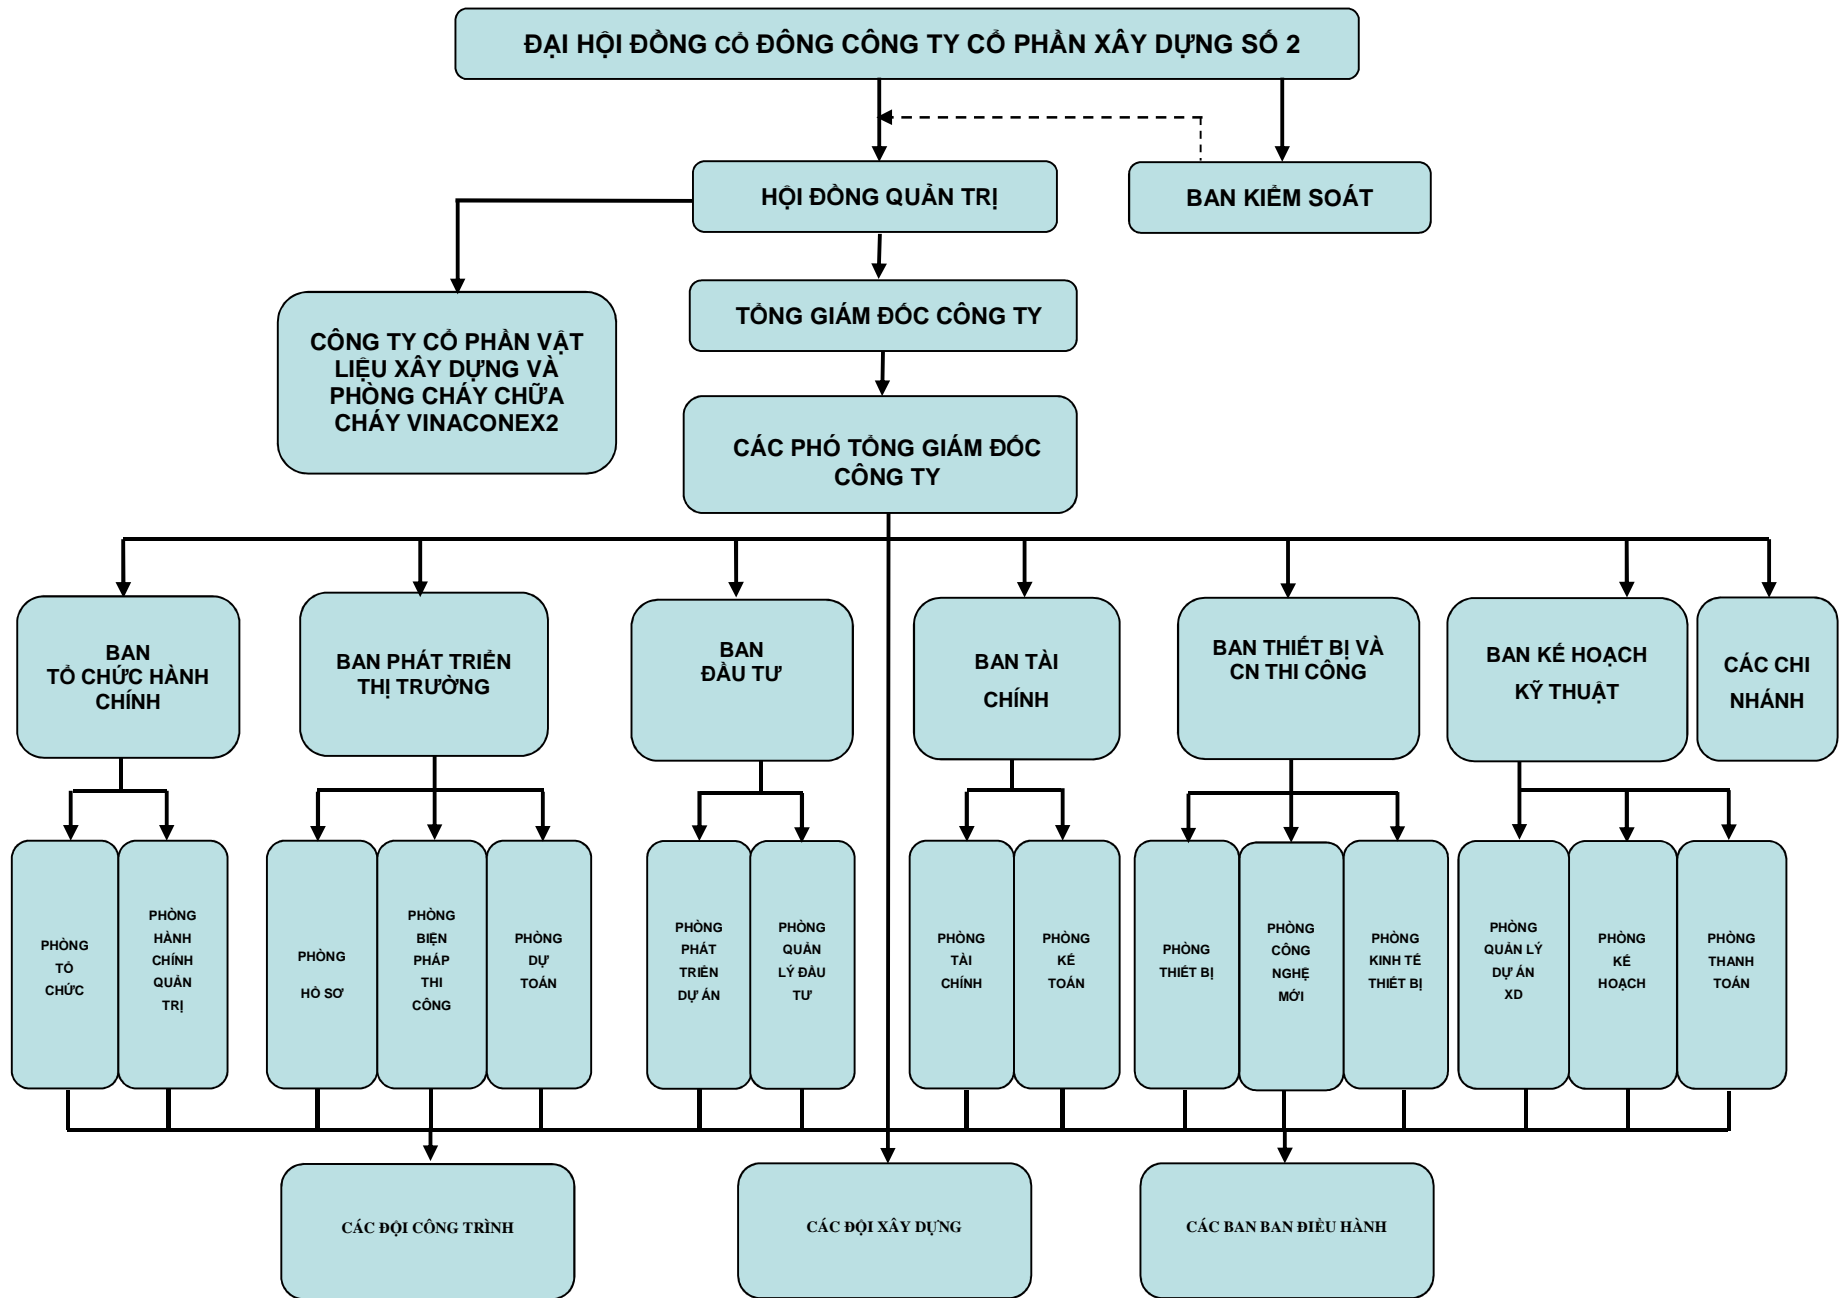 ĐẠI HỘI ĐỒNG CỔ ĐÔNG CÔNG TY CỔ PHẦN XÂY DỰNG SỐ 2
HỘI ĐỒNG QUẢN TRỊ
BAN KIỂM SOÁT
TỔNG GIÁM ĐỐC CÔNG TY
CÔNG TY CỔ PHẦN VẬT
LIỆU XÂY DỰNG VÀ
PHÒNG CHÁY CHỮA
CHÁY VINACONEX2
CÁC PHÓ TỔNG GIÁM ĐỐC
CÔNG TY
BAN
TỔ CHỨC HÀNH
CHÍNH
BAN PHÁT TRIỂN
THỊ TRƯỜNG
BAN
ĐẦU TƯ
BAN TÀI
CHÍNH
BAN THIẾT BỊ VÀ
CN THI CÔNG
BAN KẾ HOẠCH
KỸ THUẬT
CÁC CHI
NHÁNH
PHÒNG
TỔ
CHỨC
PHÒNG
HÀNH
CHÍNH
QUẢN
TRỊ
PHÒNG
HỒ SƠ
PHÒNG
BIỆN
PHÁP
THI
CÔNG
PHÒNG
DỰ
TOÁN
PHÒNG
PHÁT
TRIỂN
DỰ ÁN
PHÒNG
QUẢN
LÝ ĐẦU
TƯ
PHÒNG
TÀI
CHÍNH
PHÒNG
KẾ
TOÁN
PHÒNG
THIẾT BỊ
PHÒNG
CÔNG
NGHỆ
MỚI
PHÒNG
KINH TẾ
THIẾT BỊ
PHÒNG
QUẢN LÝ
DỰ ÁN
XD
PHÒNG
KẾ
HOẠCH
PHÒNG
THANH
TOÁN
CÁC ĐỘI CÔNG TRÌNH
CÁC ĐỘI XÂY DỰNG
CÁC BAN BAN ĐIỀU HÀNH